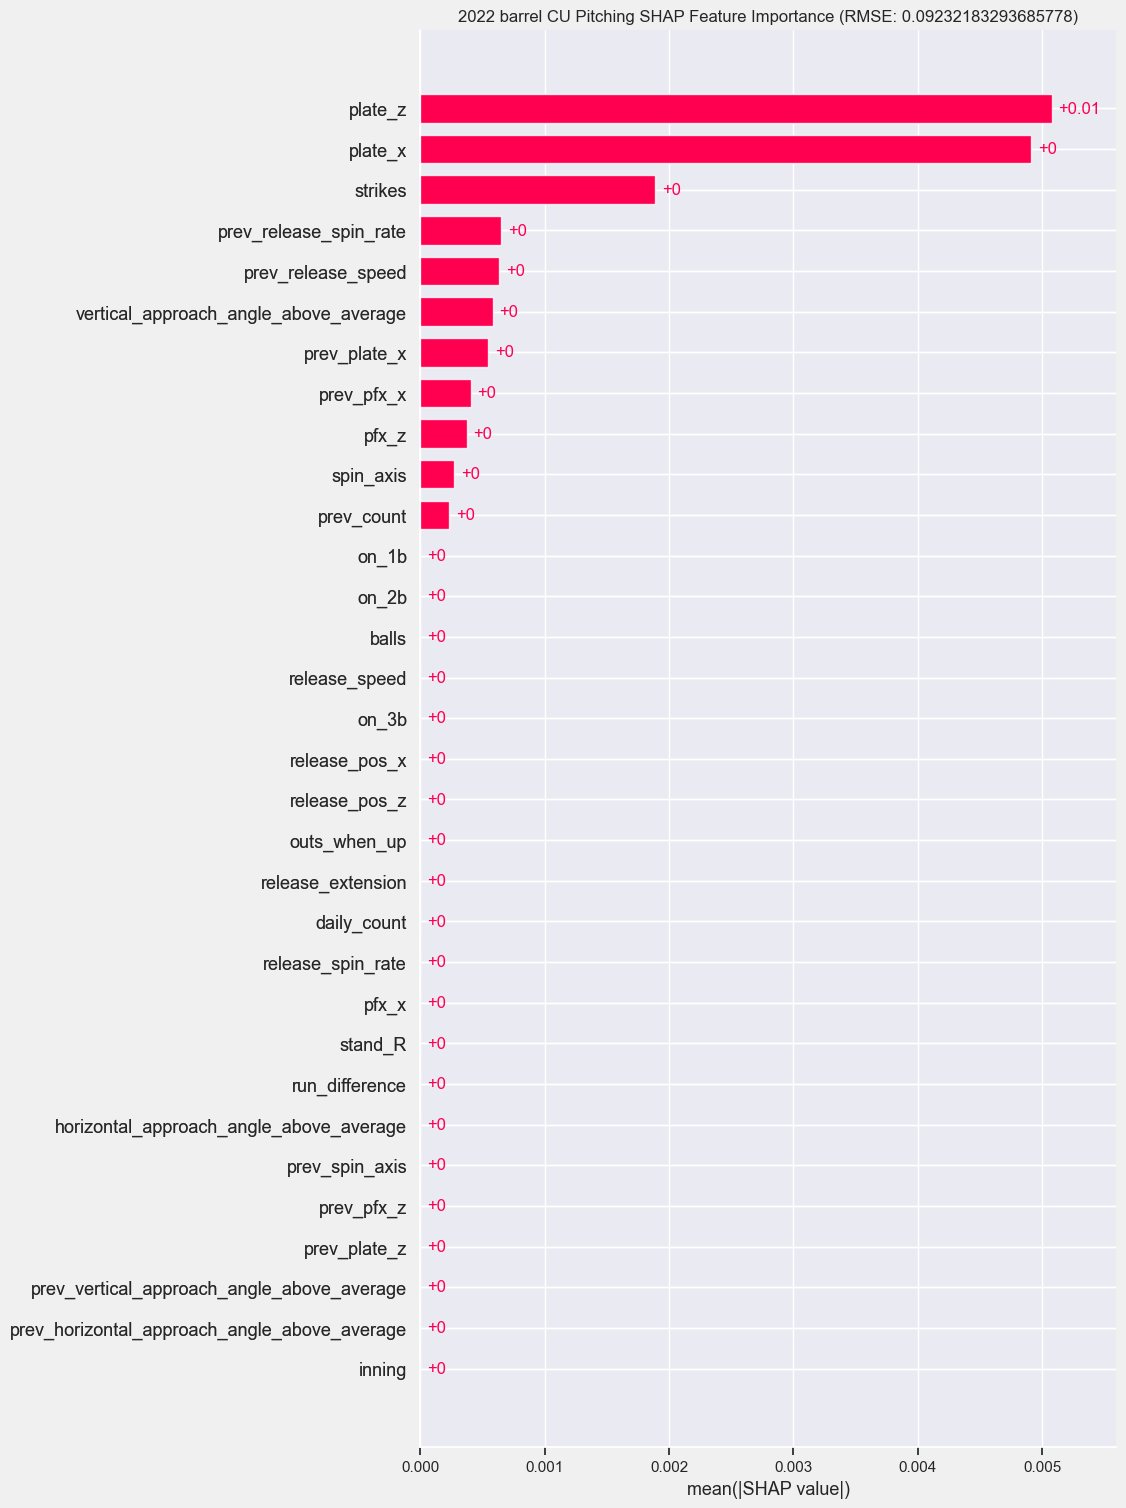 2022 barrel CU Pitching SHAP Feature Importance (RMSE: 0.09232183293685778)
plate_z +0.01
plate_x +0
strikes +0
prev_release_spin_rate +0
prev_release_speed +0
vertical_approach_angle_above_average +0
prev_plate_x +0
prev_pfx_x +0
pfx_z +0
spin_axis +0
prev_count +0
on_1b +0
on_2b +0
balls +0
release_speed +0
on_3b +0
release_pos_x +0
release_pos_z +0
outs_when_up +0
release_extension +0
daily_count +0
release_spin_rate +0
pfx_x +0
stand_R +0
run_difference +0
horizontal_approach_angle_above_average +0
prev_spin_axis +0
prev_pfx_z +0
prev_plate_z +0
prev_vertical_approach_angle_above_average +0
prev_horizontal_approach_angle_above_average +0
inning +0
0.000 0.001 0.002 0.003 0.004 0.005
mean(|SHAP value|)